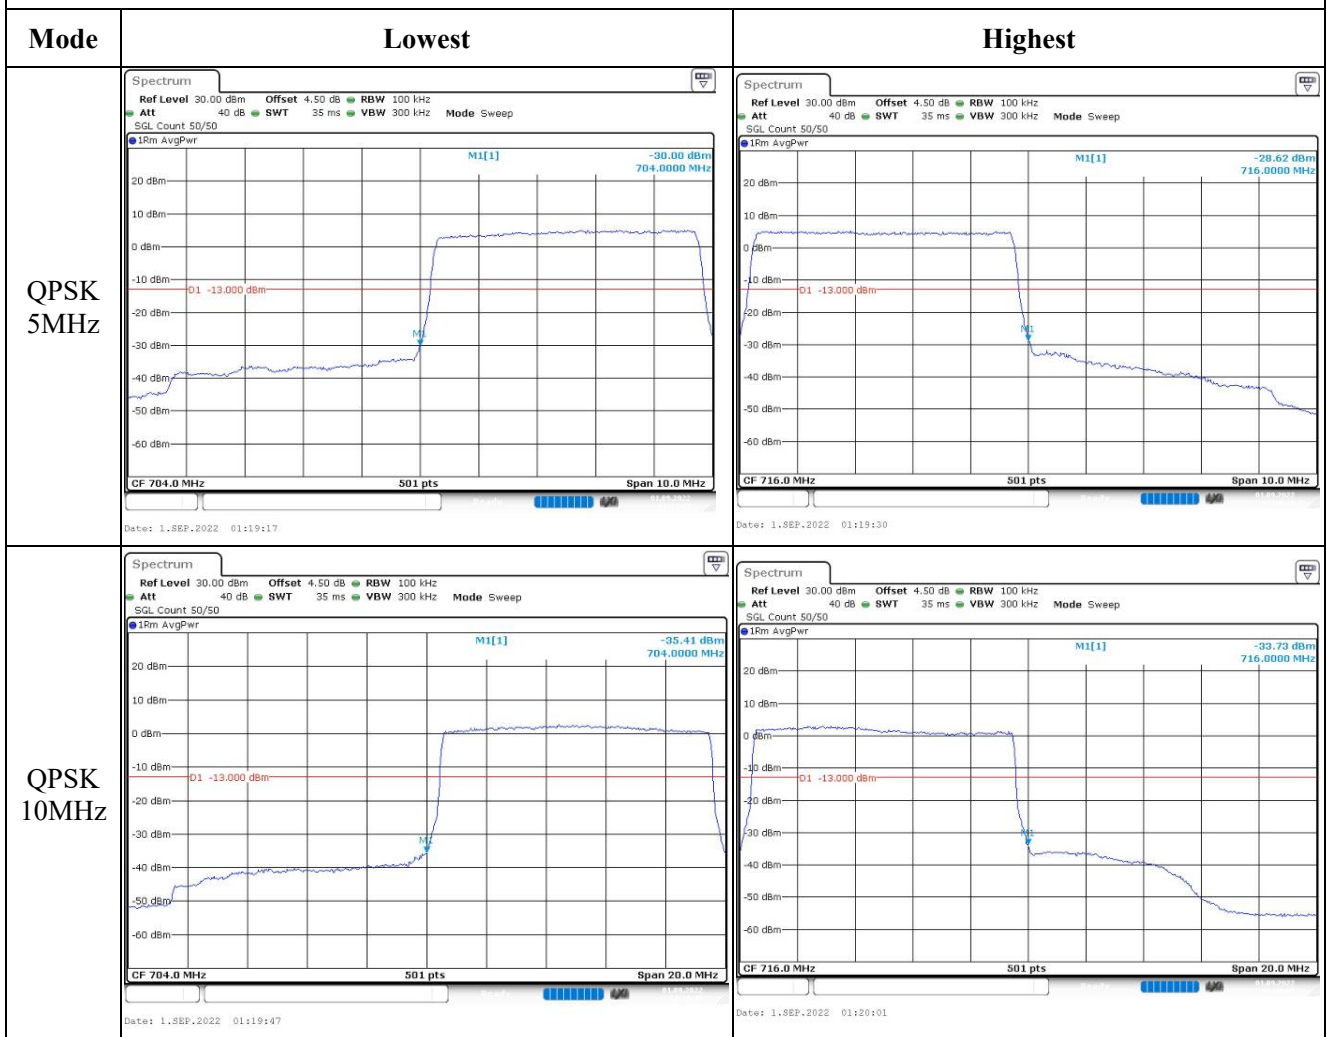 Mode Lowest Highest
QPSK
5MHz
Spectrum
Ref Level 30.00 dBm Offset 4.50 dB RBW 100 kHz
Att 40 dB SWT 35 ms VBW 300 kHz Mode Sweep
SGL Count 50/50
1Rm AvgPwr
M1[1] -30.00 dBm
704.0000 MHz
20 dBm
10 dBm
0 dBm
-10 dBm
D1 -13.000 dBm
-20 dBm
M1
-30 dBm
-40 dBm
-50 dBm
-60 dBm
CF 704.0 MHz 501 pts Span 10.0 MHz
Date: 1.SEP.2022 01:19:17
Spectrum
Ref Level 30.00 dBm Offset 4.50 dB RBW 100 kHz
Att 40 dB SWT 35 ms VBW 300 kHz Mode Sweep
SGL Count 50/50
1Rm AvgPwr
M1[1] -28.62 dBm
716.0000 MHz
20 dBm
10 dBm
0 dBm
-10 dBm
D1 -13.000 dBm
-20 dBm
M1
-30 dBm
-40 dBm
-50 dBm
-60 dBm
CF 716.0 MHz 501 pts Span 10.0 MHz
Date: 1.SEP.2022 01:19:30
QPSK
10MHz
Spectrum
Ref Level 30.00 dBm Offset 4.50 dB RBW 100 kHz
Att 40 dB SWT 35 ms VBW 300 kHz Mode Sweep
SGL Count 50/50
1Rm AvgPwr
M1[1] -35.41 dBm
704.0000 MHz
20 dBm
10 dBm
0 dBm
-10 dBm
D1 -13.000 dBm
-20 dBm
-30 dBm
M1
-40 dBm
-50 dBm
-60 dBm
CF 704.0 MHz 501 pts Span 20.0 MHz
Date: 1.SEP.2022 01:19:47
Spectrum
Ref Level 30.00 dBm Offset 4.50 dB RBW 100 kHz
Att 40 dB SWT 35 ms VBW 300 kHz Mode Sweep
SGL Count 50/50
1Rm AvgPwr
M1[1] -33.73 dBm
716.0000 MHz
20 dBm
10 dBm
0 dBm
-10 dBm
D1 -13.000 dBm
-20 dBm
-30 dBm
M1
-40 dBm
-50 dBm
-60 dBm
CF 716.0 MHz 501 pts Span 20.0 MHz
Date: 1.SEP.2022 01:20:01